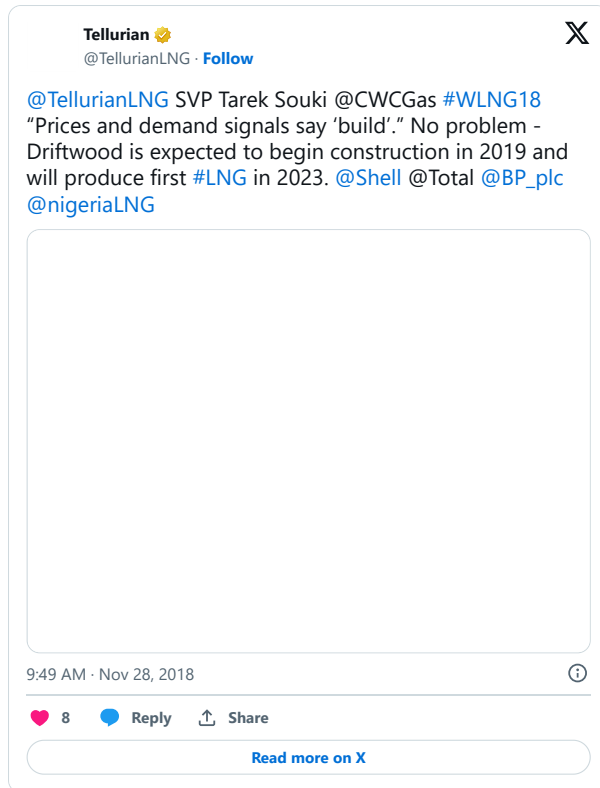 Tellurian
@TellurianLNG · Follow
@TellurianLNG SVP Tarek Souki @CWCGas #WLNG18
“Prices and demand signals say ‘build’.” No problem -
Driftwood is expected to begin construction in 2019 and
will produce first #LNG in 2023. @Shell @Total @BP_plc
@nigeriaLNG
9:49 AM · Nov 28, 2018
8 Reply Share
Read more on X